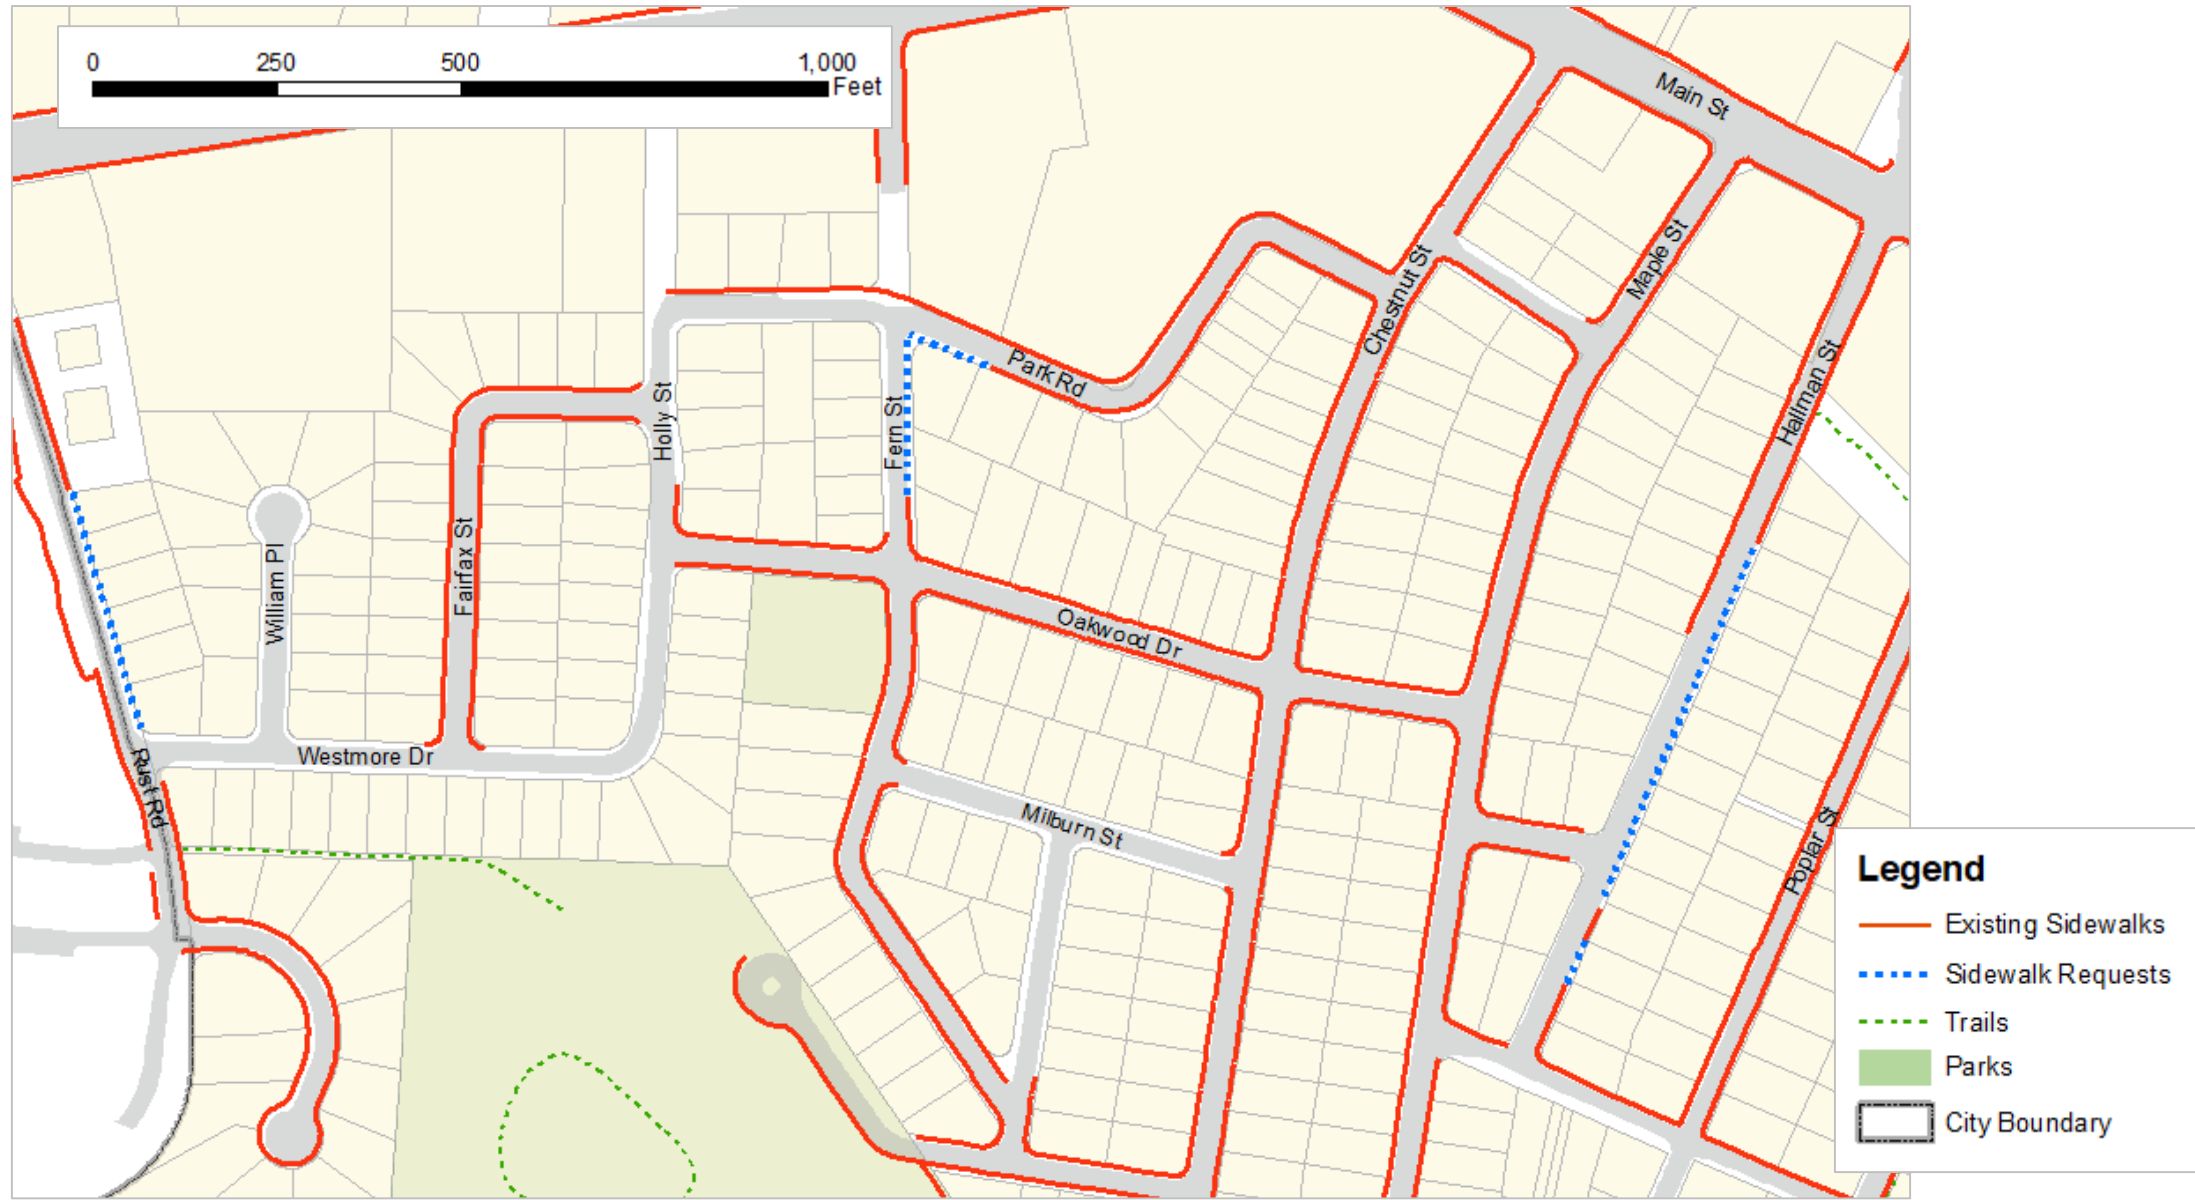 0 250 500 1,000
Feet
Main St
Maple St
Chestnut St
Park Rd
Hallman St
Holly St
Fern St
Fairfax St
William Pl
Oakwood Dr
Westmore Dr
Rust Rd
Milburn St
Poplar St
Legend
Existing Sidewalks
Sidewalk Requests
Trails
Parks
City Boundary